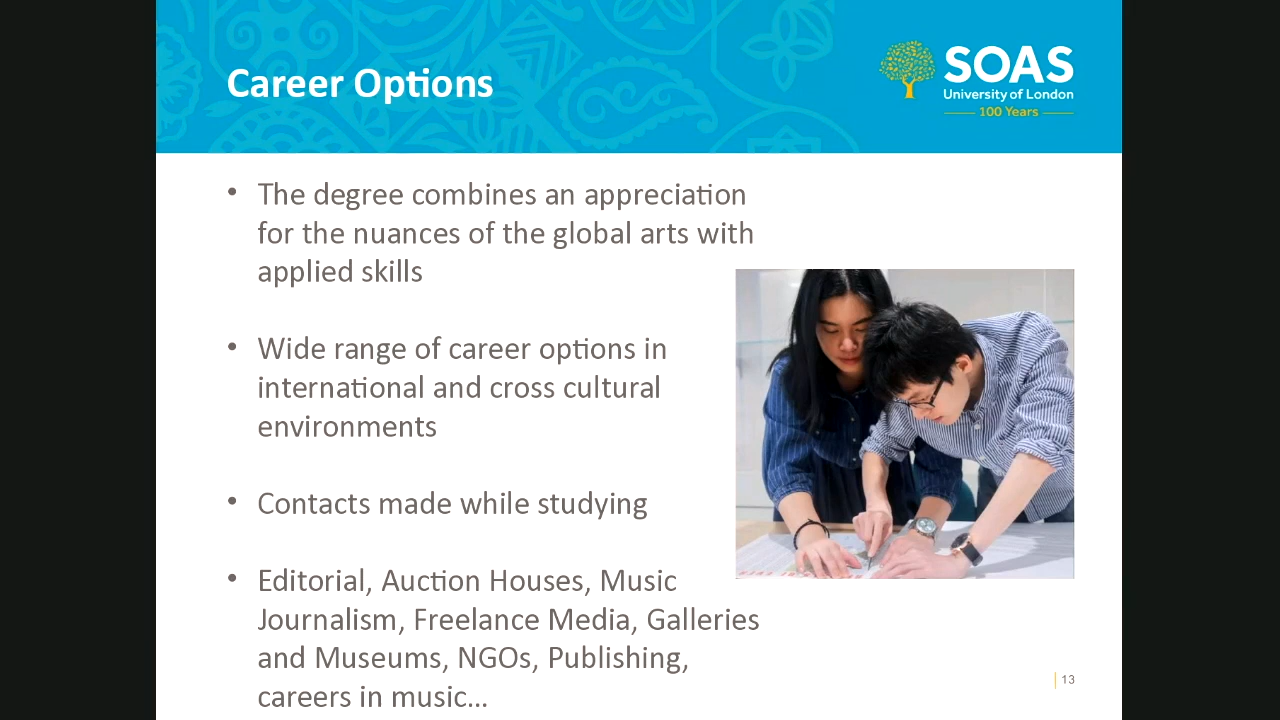 Career Options
SOAS
University of London
100 Years
• The degree combines an appreciation
for the nuances of the global arts with
applied skills
• Wide range of career options in
international and cross cultural
environments
• Contacts made while studying
• Editorial, Auction Houses, Music
Journalism, Freelance Media, Galleries
and Museums, NGOs, Publishing,
careers in music...
13